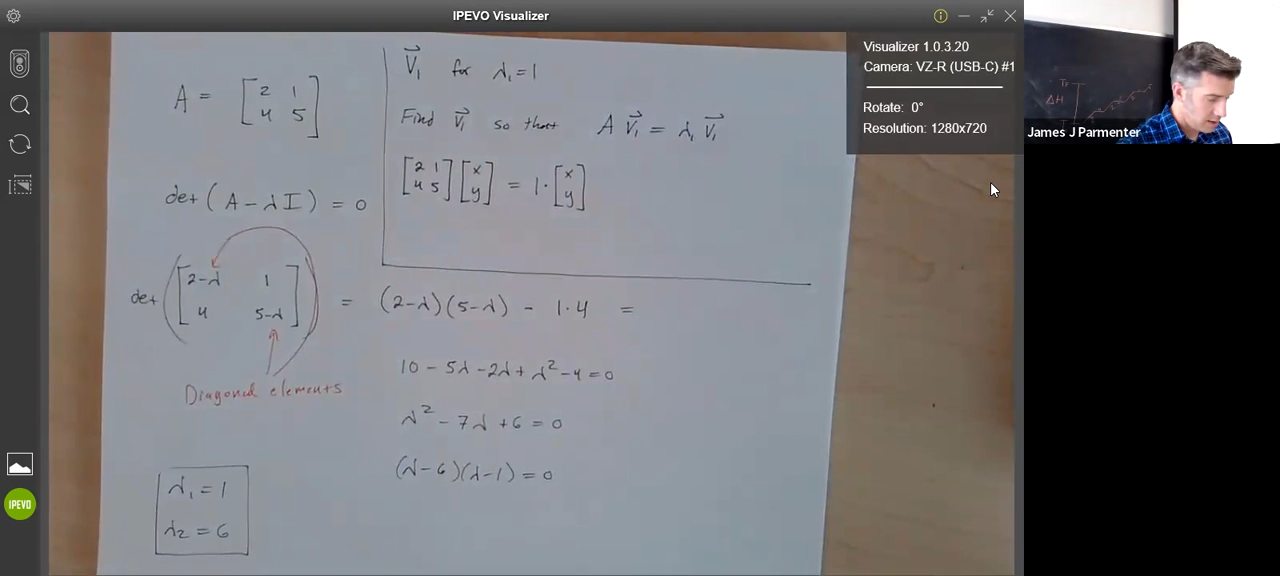 IPEVO Visualizer
Visualizer 1.0.3.20
Camera: VZ-R (USB-C) #1
Rotate: 0°
Resolution: 1280x720
James J Parmenter
TF
ΔH
A = [2 1; 4 5]
det (A - λI) = 0
det ([2-λ 1; 4 5-λ]) = (2-λ)(5-λ) - 1·4 =
Diagonal elements
10 - 5λ - 2λ + λ² - 4 = 0
λ² - 7λ + 6 = 0
(λ-6)(λ-1) = 0
λ₁ = 1
λ₂ = 6
V⃗₁ for λ₁ = 1
Find V⃗₁ so that A V⃗₁ = λ₁ V⃗₁
[2 1; 4 5] [x; y] = 1· [x; y]
IPEVO